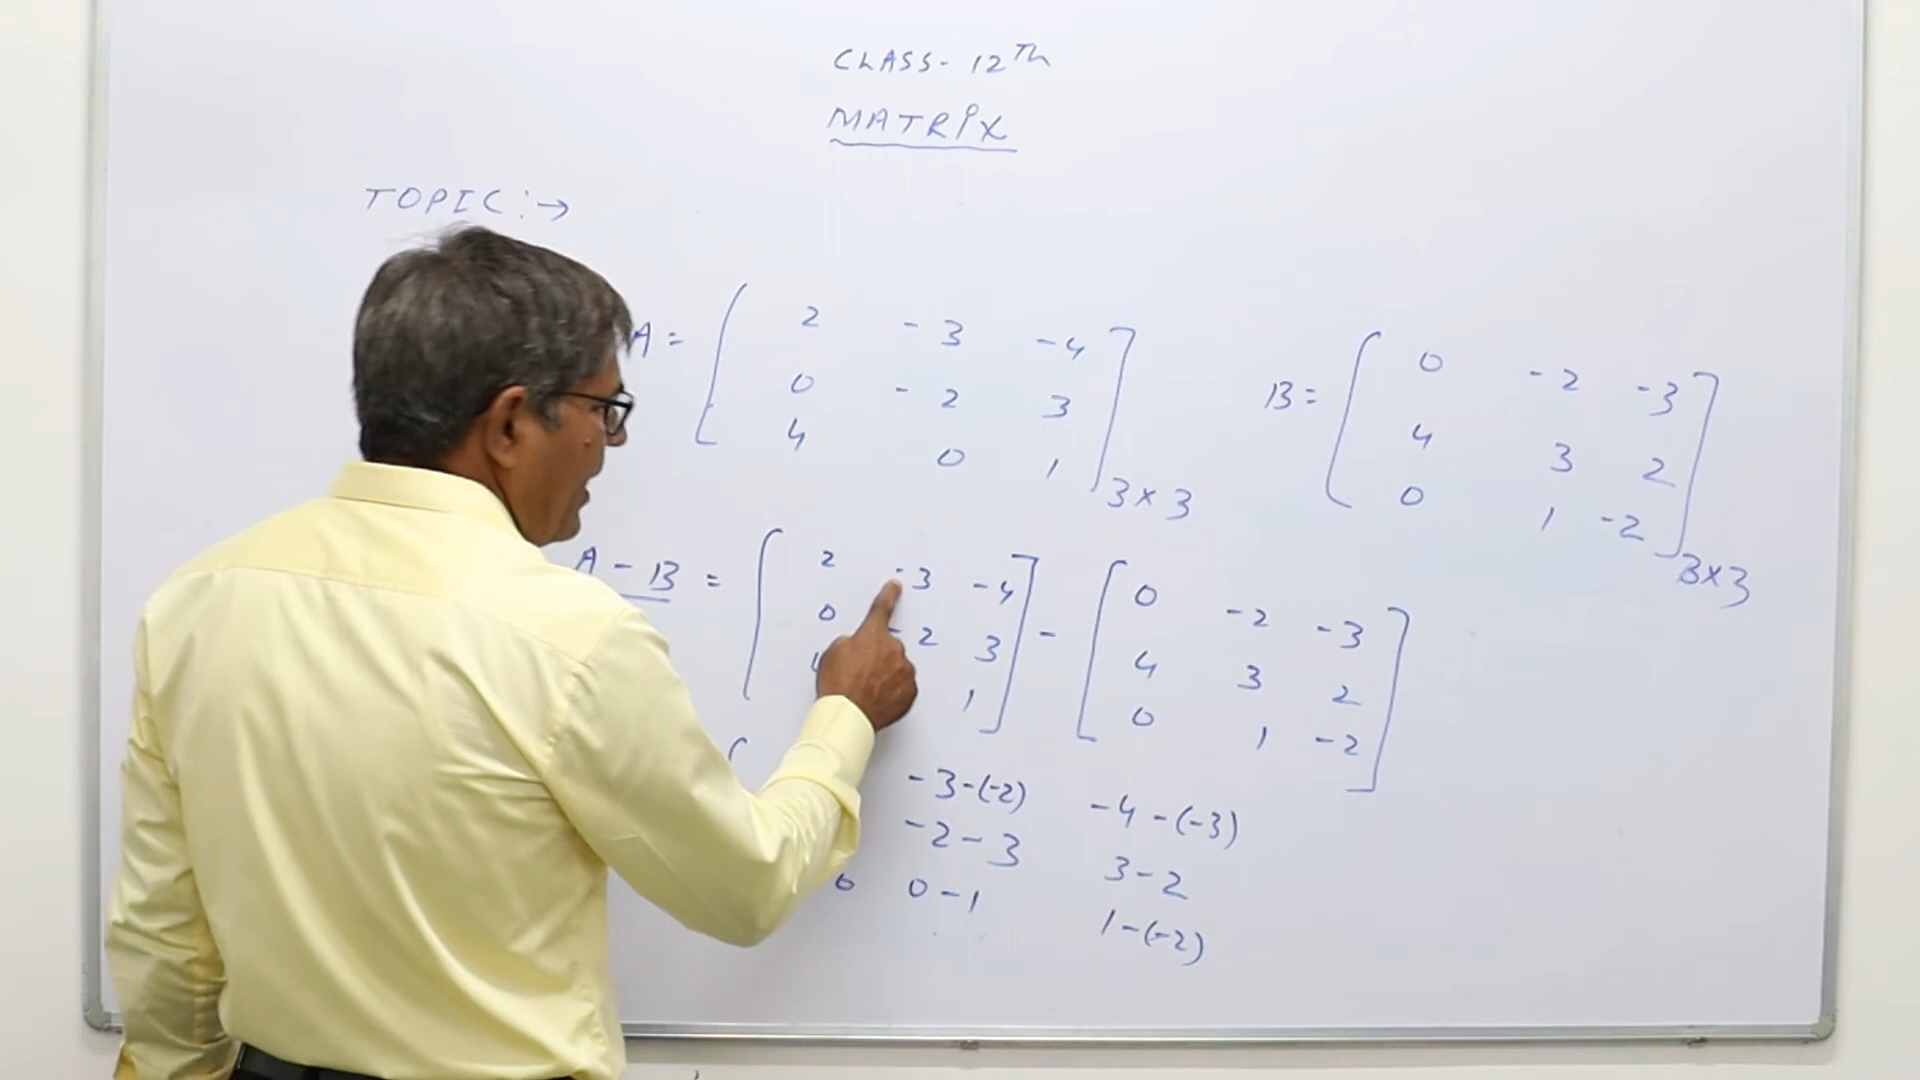 CLASS- 12Th
MATRIX
TOPIC:→
A = [ 2 -3 -4
0 -2 3
4 0 1 ] 3×3
B = [ 0 -2 -3
4 3 2
0 1 -2 ] 3×3
A - B = [ 2 -3 -4
0 -2 3
1 ] - [ 0 -2 -3
4 3 2
0 1 -2 ]
-3-(-2) -4-(-3)
-2-3 3-2
0 0-1 1-(-2)